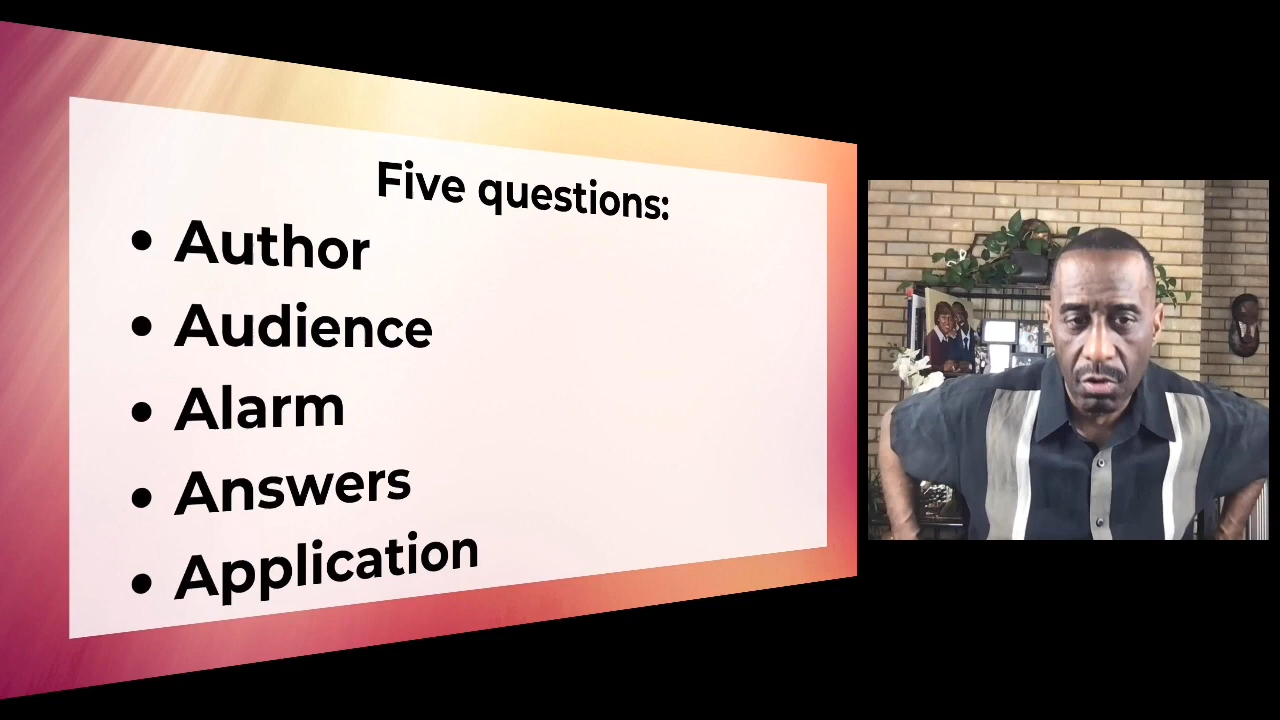 Five questions:
• Author
• Audience
• Alarm
• Answers
• Application